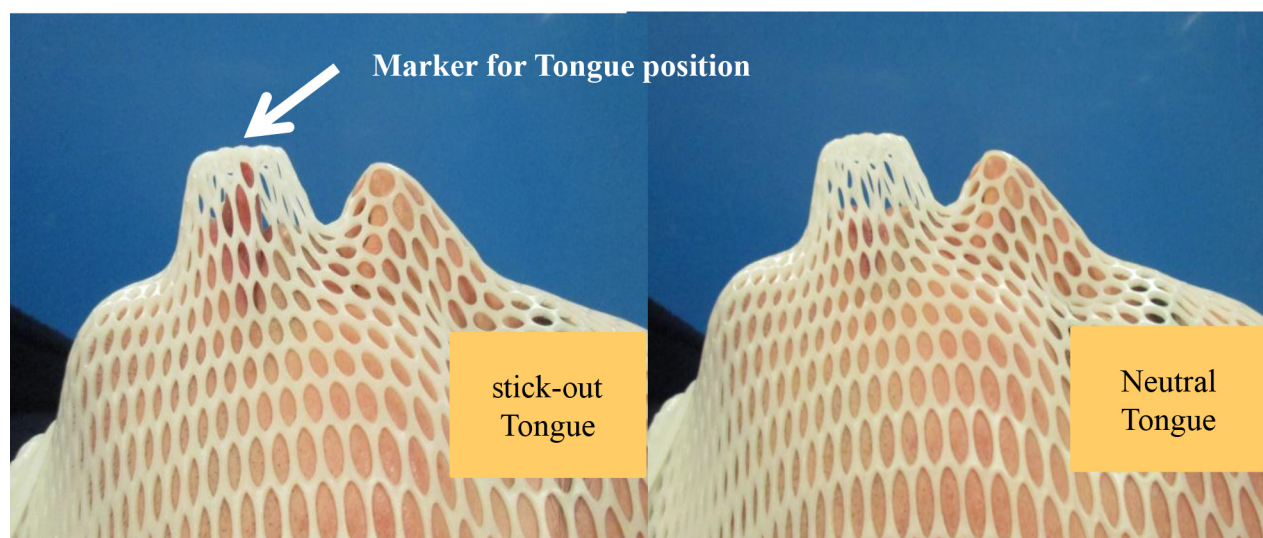 Marker for Tongue position
stick-out
Tongue
Neutral
Tongue